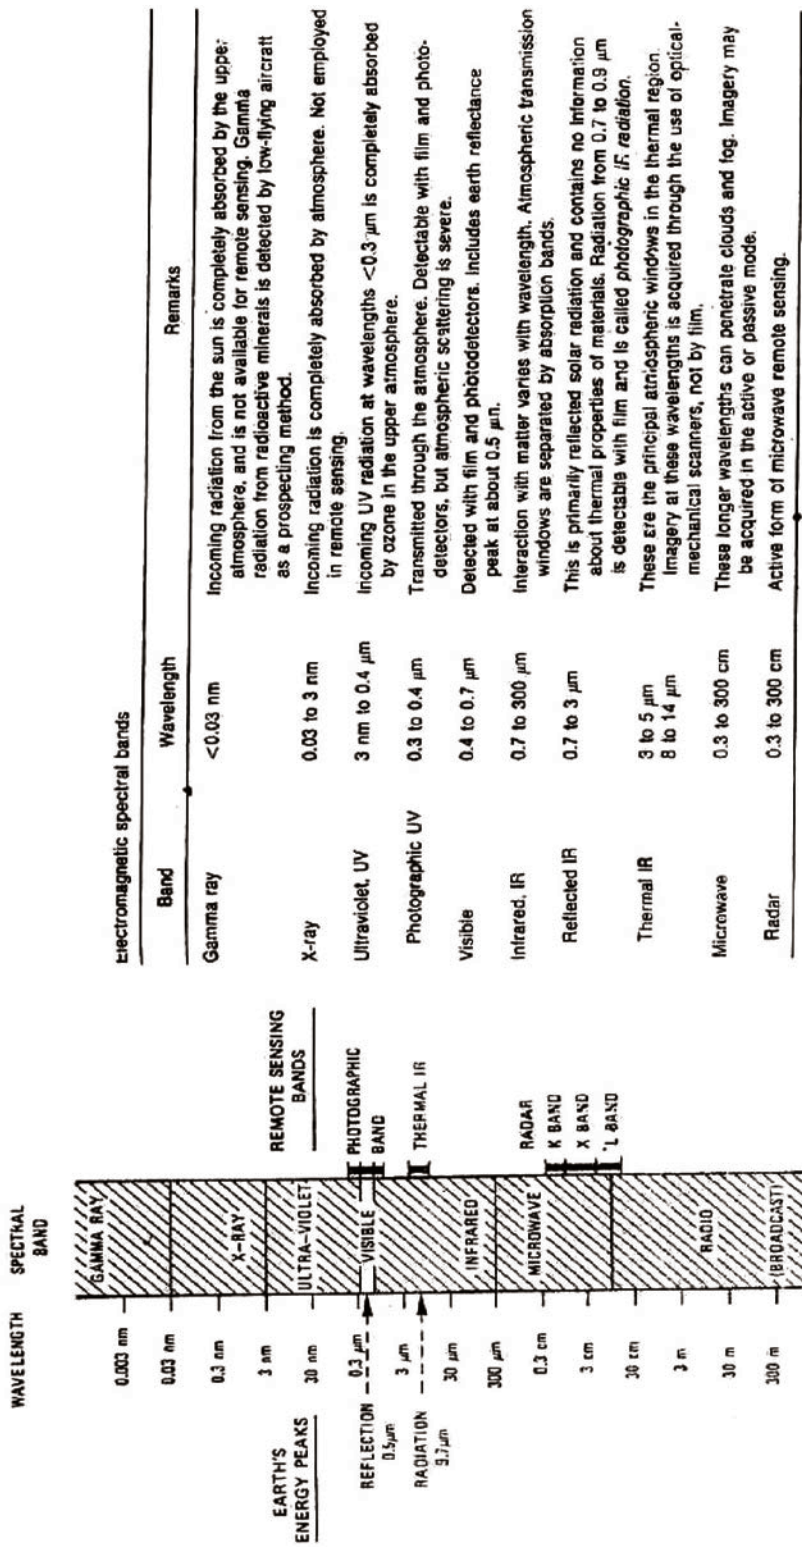 WAVELENGTH
SPECTRAL
BAND
REMOTE SENSING
BANDS
EARTH'S
ENERGY PEAKS
0.003 nm
0.03 nm
0.3 nm
3 nm
30 nm
0.3 µm
3 µm
30 µm
300 µm
0.3 cm
3 cm
30 cm
3 m
30 m
300 m
REFLECTION
0.5µm
RADIATION
9.7µm
GAMMA RAY
X-RAY
ULTRA-VIOLET
VISIBLE
INFRARED
MICROWAVE
RADIO
(BROADCAST)
PHOTOGRAPHIC
BAND
THERMAL IR
RADAR
K BAND
X BAND
L BAND
Electromagnetic spectral bands
Band Wavelength Remarks
Gamma ray <0.03 nm Incoming radiation from the sun is completely absorbed by the upper
atmosphere, and is not available for remote sensing. Gamma
radiation from radioactive minerals is detected by low-flying aircraft
as a prospecting method.
X-ray 0.03 to 3 nm Incoming radiation is completely absorbed by atmosphere. Not employed
in remote sensing.
Ultraviolet, UV 3 nm to 0.4 µm Incoming UV radiation at wavelengths <0.3 µm is completely absorbed
by ozone in the upper atmosphere.
Photographic UV 0.3 to 0.4 µm Transmitted through the atmosphere. Detectable with film and photo-
detectors, but atmospheric scattering is severe.
Visible 0.4 to 0.7 µm Detected with film and photodetectors. Includes earth reflectance
peak at about 0.5 µm.
Infrared, IR 0.7 to 300 µm Interaction with matter varies with wavelength. Atmospheric transmission
windows are separated by absorption bands.
Reflected IR 0.7 to 3 µm This is primarily reflected solar radiation and contains no information
about thermal properties of materials. Radiation from 0.7 to 0.9 µm
is detectable with film and is called photographic IR radiation.
Thermal IR 3 to 5 µm These are the principal atmospheric windows in the thermal region.
8 to 14 µm Imagery at these wavelengths is acquired through the use of optical-
mechanical scanners, not by film.
Microwave 0.3 to 300 cm These longer wavelengths can penetrate clouds and fog. Imagery may
be acquired in the active or passive mode.
Radar 0.3 to 300 cm Active form of microwave remote sensing.